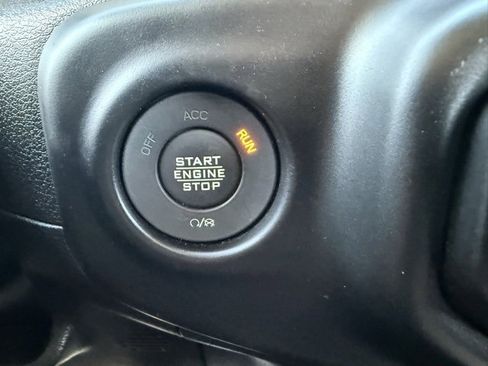 OFF
ACC
RUN
START
ENGINE
STOP